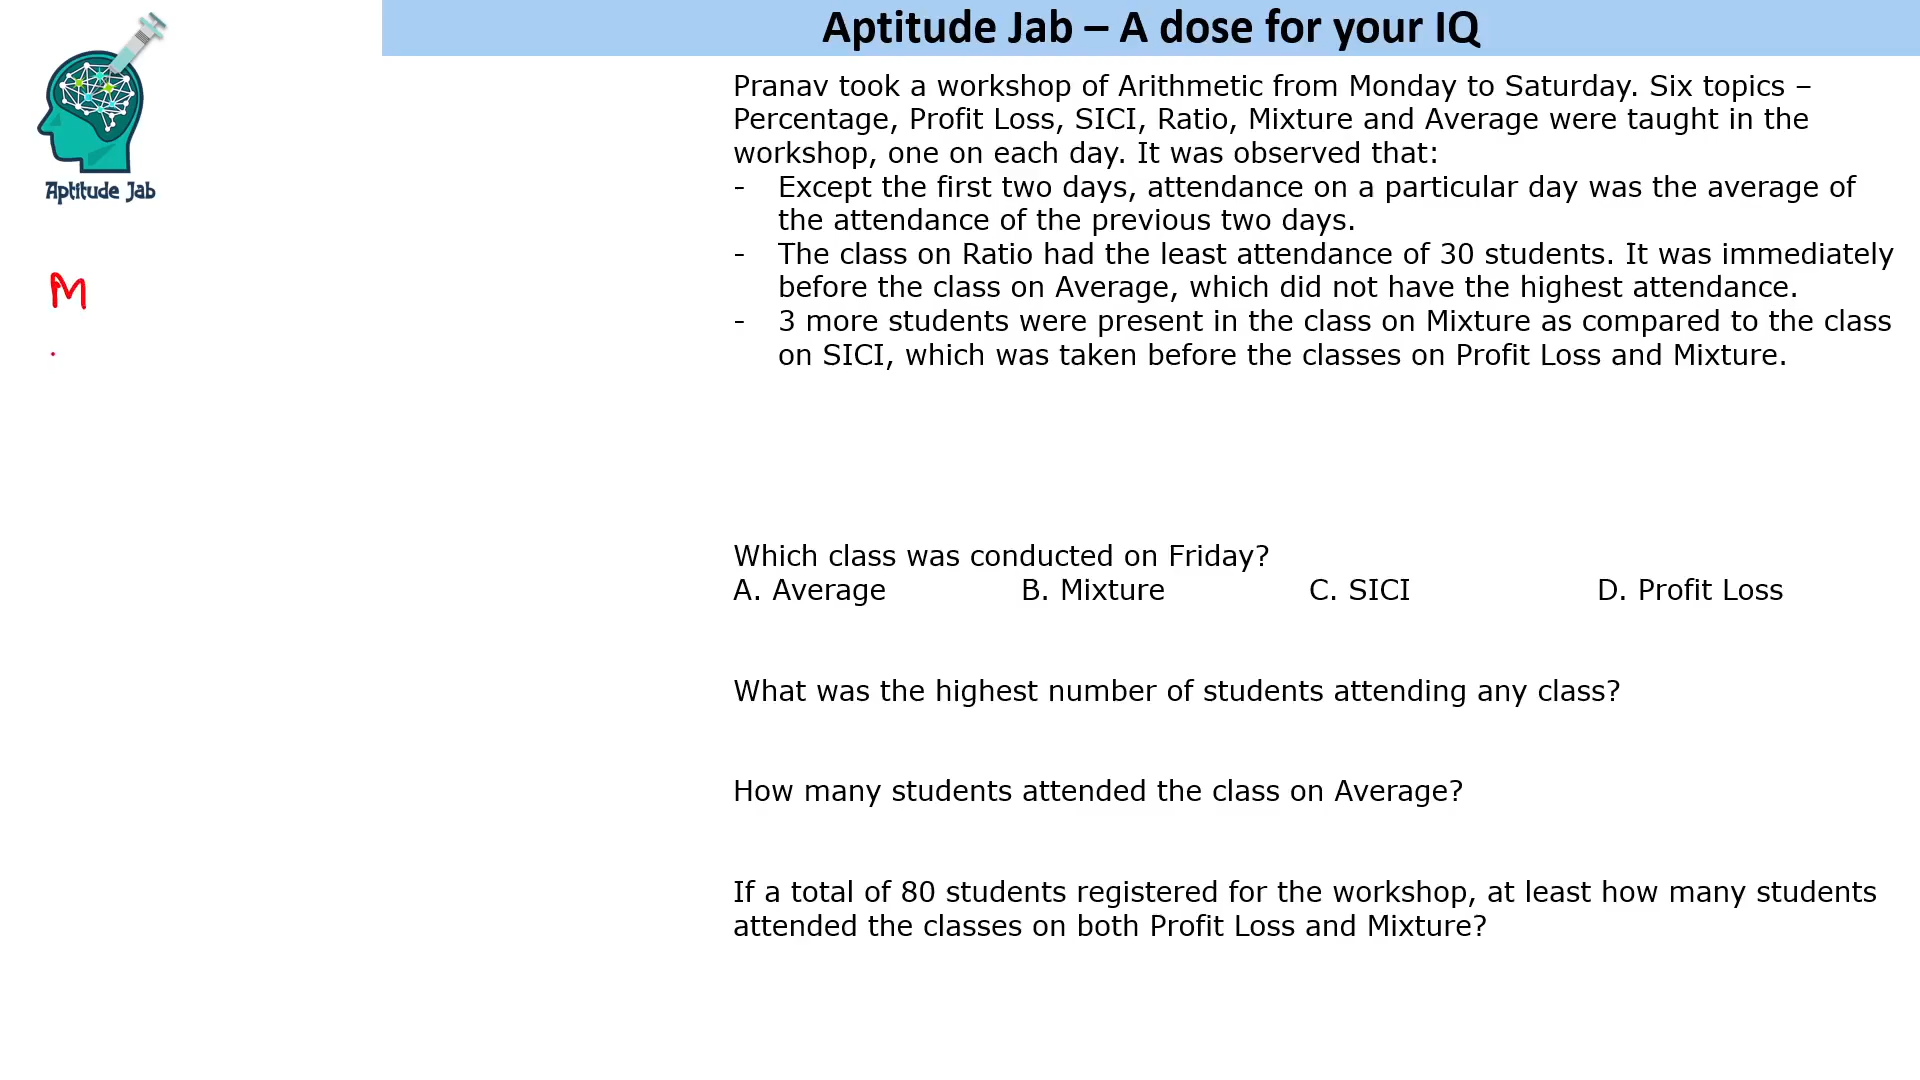 Aptitude Jab – A dose for your IQ
Aptitude Jab
Pranav took a workshop of Arithmetic from Monday to Saturday. Six topics –
Percentage, Profit Loss, SICI, Ratio, Mixture and Average were taught in the
workshop, one on each day. It was observed that:
- Except the first two days, attendance on a particular day was the average of
the attendance of the previous two days.
- The class on Ratio had the least attendance of 30 students. It was immediately
before the class on Average, which did not have the highest attendance.
- 3 more students were present in the class on Mixture as compared to the class
on SICI, which was taken before the classes on Profit Loss and Mixture.
M
Which class was conducted on Friday?
A. Average B. Mixture C. SICI D. Profit Loss
What was the highest number of students attending any class?
How many students attended the class on Average?
If a total of 80 students registered for the workshop, at least how many students
attended the classes on both Profit Loss and Mixture?